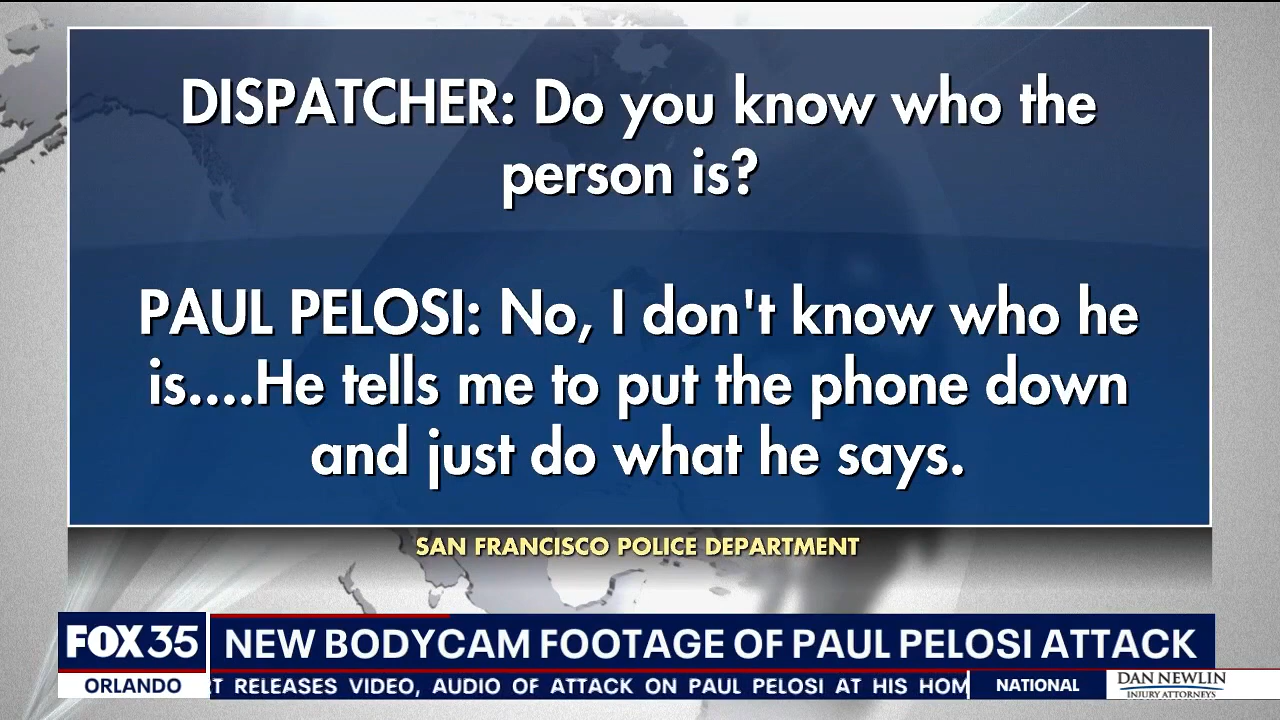 DISPATCHER: Do you know who the
person is?
PAUL PELOSI: No, I don't know who he
is....He tells me to put the phone down
and just do what he says.
SAN FRANCISCO POLICE DEPARTMENT
FOX 35 NEW BODYCAM FOOTAGE OF PAUL PELOSI ATTACK
ORLANDO RELEASES VIDEO, AUDIO OF ATTACK ON PAUL PELOSI AT HIS NATIONAL DAN NEWLIN
INJURY ATTORNEYS